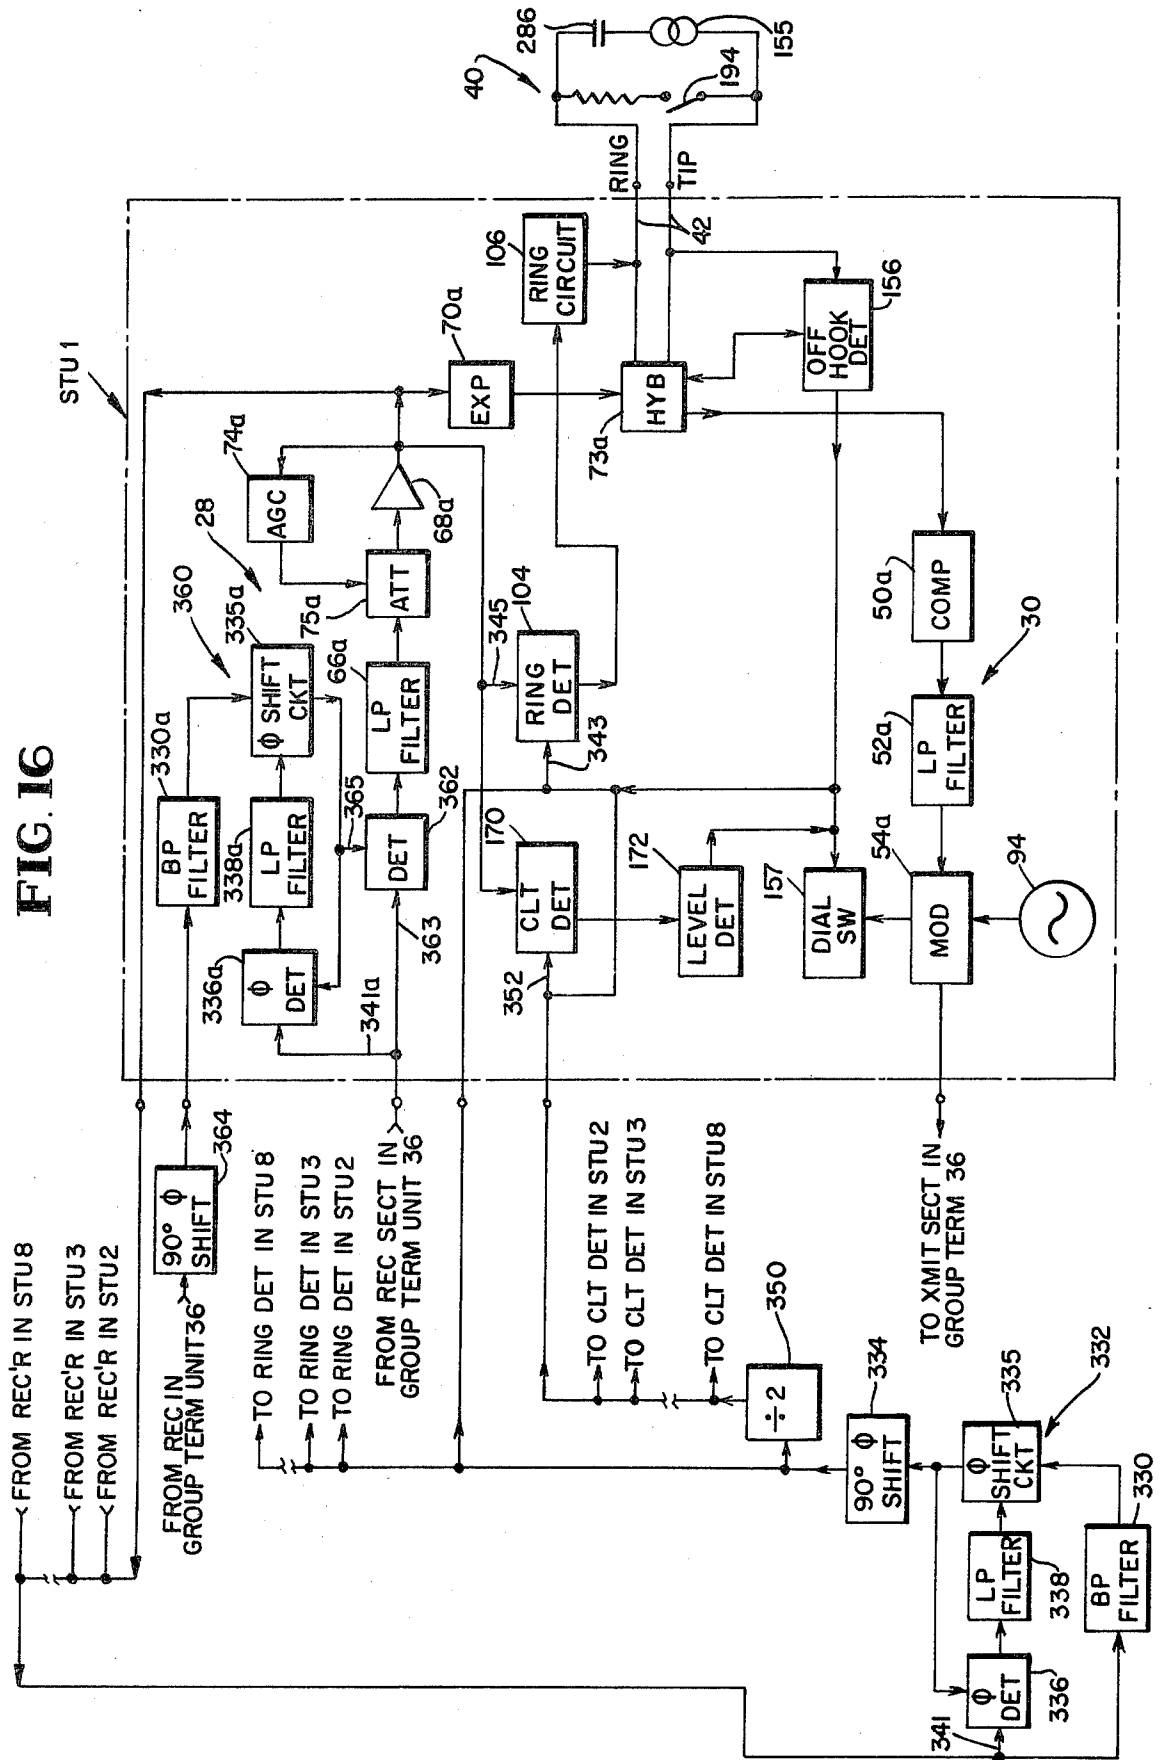 FIG. 16
<FROM REC'R IN STU 8
<FROM REC'R IN STU 3
<FROM REC'R IN STU 2
FROM REC IN
GROUP TERM UNIT 36
90° Φ
SHIFT
364
TO RING DET IN STU 8
TO RING DET IN STU 3
TO RING DET IN STU 2
FROM REC SECT IN
GROUP TERM UNIT 36
TO CLT DET IN STU 2
TO CLT DET IN STU 3
TO CLT DET IN STU 8
÷2
350
90° Φ
SHIFT
334
Φ
SHIFT
CKT
335
332
LP
FILTER
338
Φ
DET
336
341
BP
FILTER
330
TO XMIT SECT IN
GROUP TERM 36
STU 1
BP
FILTER
330a
360
335a
Φ SHIFT
CKT
28
338a
LP
FILTER
336a
Φ
DET
341a
365
363
DET
362
66a
LP
FILTER
75a
ATT
AGC
74a
68a
EXP
70a
RING
CIRCUIT
106
RING
DET
104
345
343
CLT
DET
170
352
LEVEL
DET
172
DIAL
SW
157
MOD
54a
94
LP
FILTER
52a
30
COMP
50a
HYB
73a
OFF
HOOK
DET
156
42
RING
TIP
40
286
155
194